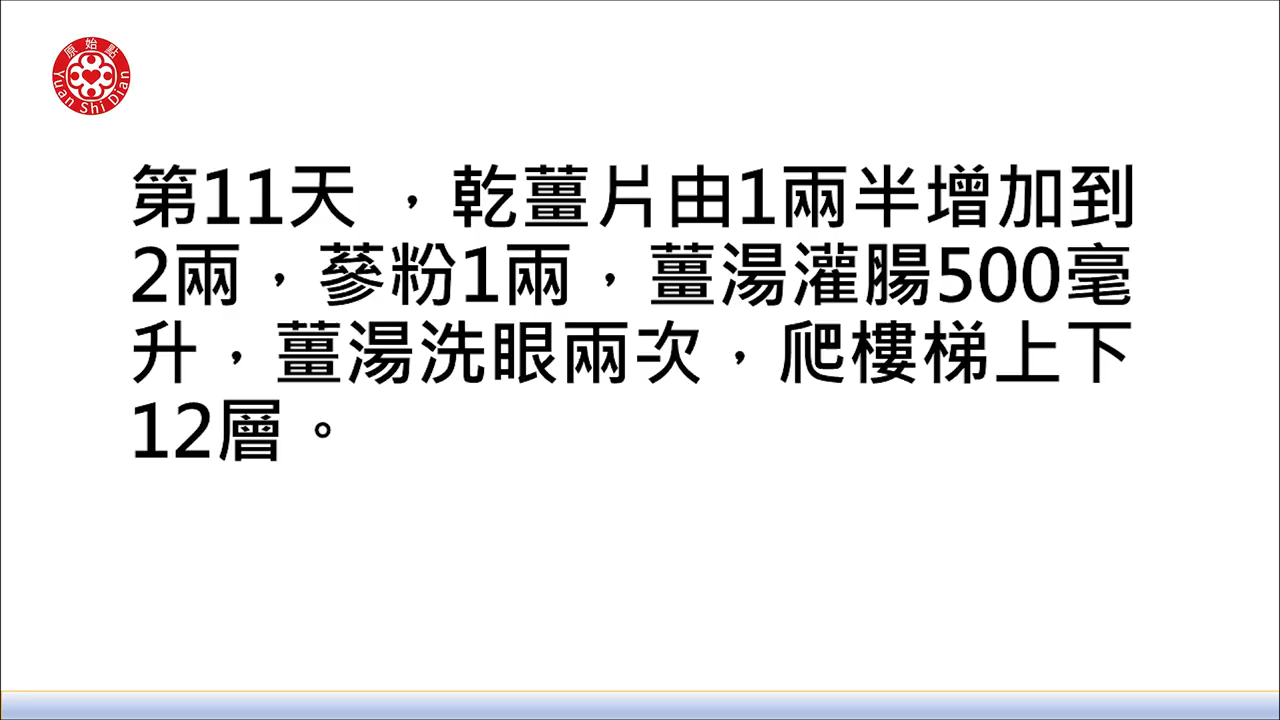 原始點
Yuan Shi Dian
第11天 ，乾薑片由1兩半增加到
2兩，蔘粉1兩，薑湯灌腸500毫
升，薑湯洗眼兩次，爬樓梯上下
12層。